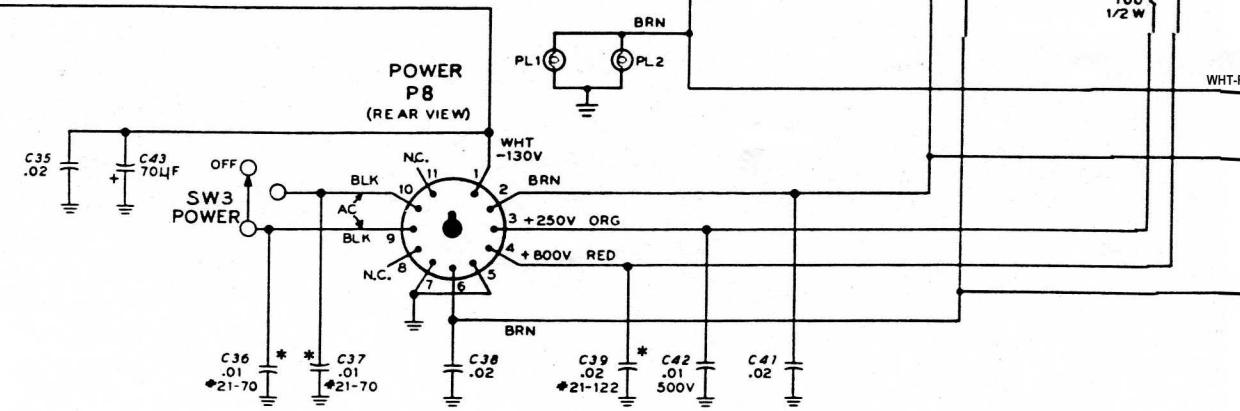 1/2W
BRN
PL1
PL2
WHT-
POWER
P8
(REAR VIEW)
WHT
-130V
C35
.02
C43
70μF
+
OFF
SW3
POWER
N.C.
11
1
BLK
10
2
BRN
AC
3
+250V ORG
BLK
9
4
+800V RED
N.C.
8
7
6
5
BRN
C36
.01
*
*21-70
*
C37
.01
*21-70
C38
.02
C39
.02
*
*21-122
C42
.01
500V
C41
.02